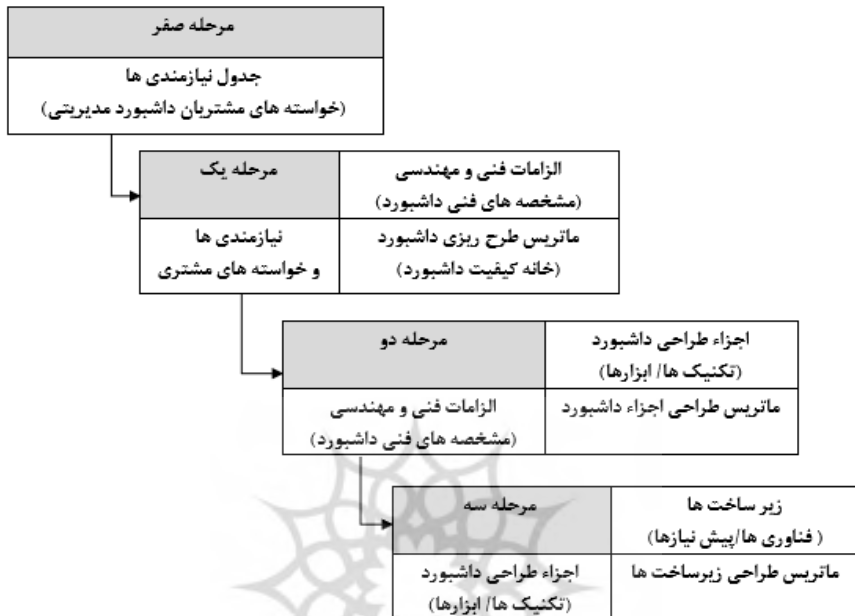 مرحله صفر
جدول نیازمندی ها
(خواسته های مشتریان داشبورد مدیریتی)
مرحله یک
الزامات فنی و مهندسی
(مشخصه های فنی داشبورد)
نیازمندی ها
و خواسته های مشتری
ماتریس طرح ریزی داشبورد
(خانه کیفیت داشبورد)
مرحله دو
اجزاء طراحی داشبورد
(تکنیک ها/ ابزارها)
الزامات فنی و مهندسی
(مشخصه های فنی داشبورد)
ماتریس طراحی اجزاء داشبورد
مرحله سه
زیر ساخت ها
( فناوری ها/پیش نیازها)
اجزاء طراحی داشبورد
(تکنیک ها/ ابزارها)
ماتریس طراحی زیرساخت ها